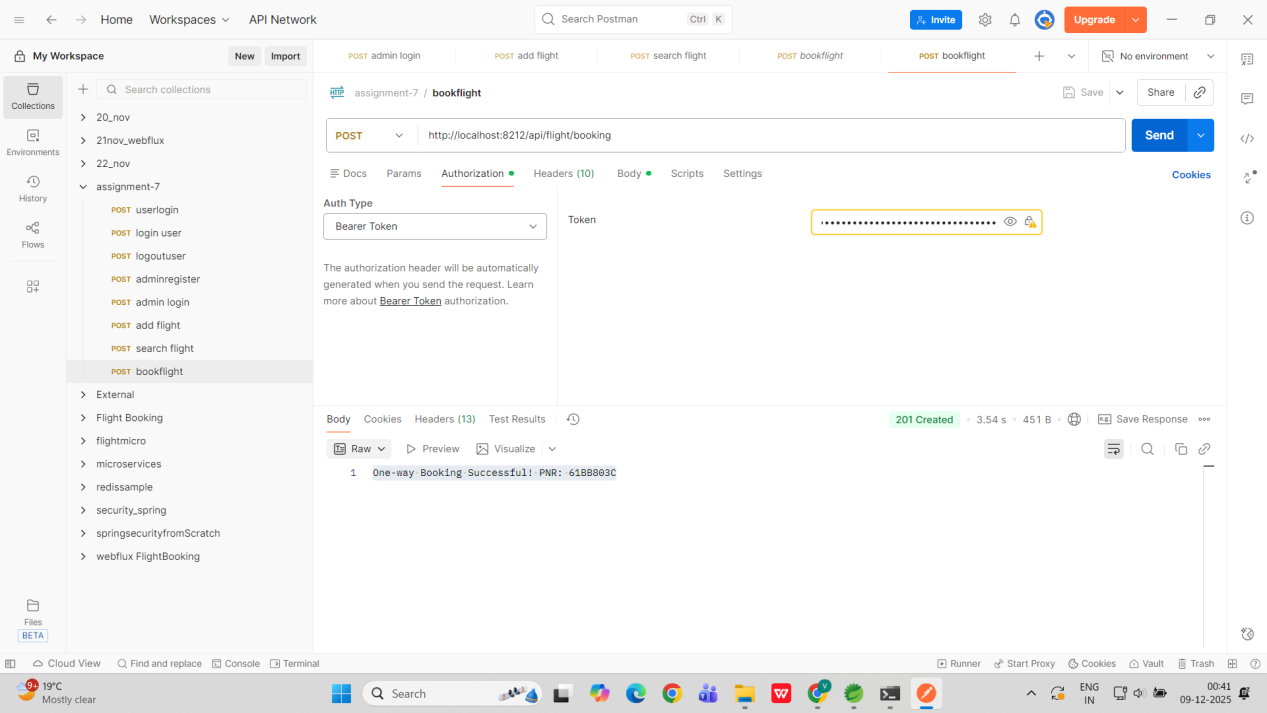 Home Workspaces API Network Search Postman Ctrl K Invite Upgrade
My Workspace New Import POST admin login POST add flight POST search flight POST bookflight POST bookflight No environment
Collections
Environments
History
Flows
Files
BETA
Search collections
20_nov
21nov_webflux
22_nov
assignment-7
POST userlogin
POST login user
POST logoutuser
POST adminregister
POST admin login
POST add flight
POST search flight
POST bookflight
External
Flight Booking
flightmicro
microservices
redissample
security_spring
springsecurityfromScratch
webflux FlightBooking
HTTP assignment-7 / bookflight Save Share
POST http://localhost:8212/api/flight/booking Send
Docs Params Authorization Headers (10) Body Scripts Settings Cookies
Auth Type
Bearer Token
The authorization header will be automatically
generated when you send the request. Learn
more about Bearer Token authorization.
Token
Body Cookies Headers (13) Test Results 201 Created 3.54 s 451 B e.g. Save Response
Raw Preview Visualize
1 One-way Booking Successful! PNR: 61BB803C
Cloud View Find and replace Console Terminal Runner Start Proxy Cookies Vault Trash
9+ 19°C
Mostly clear
Search
ENG
IN
00:41
09-12-2025